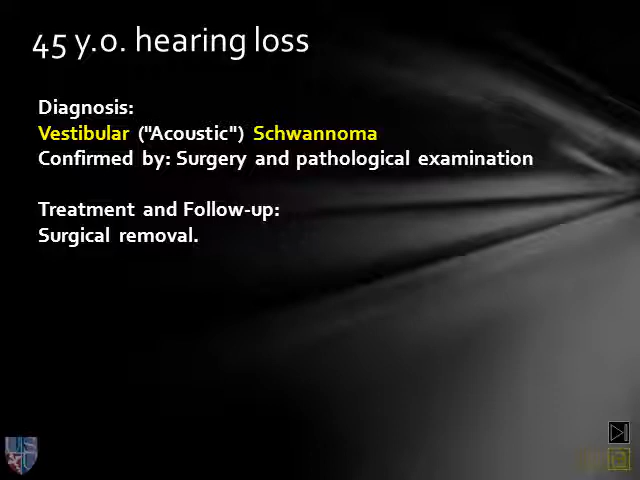 45 y.o. hearing loss
Diagnosis:
Vestibular ("Acoustic") Schwannoma
Confirmed by: Surgery and pathological examination
Treatment and Follow-up:
Surgical removal.